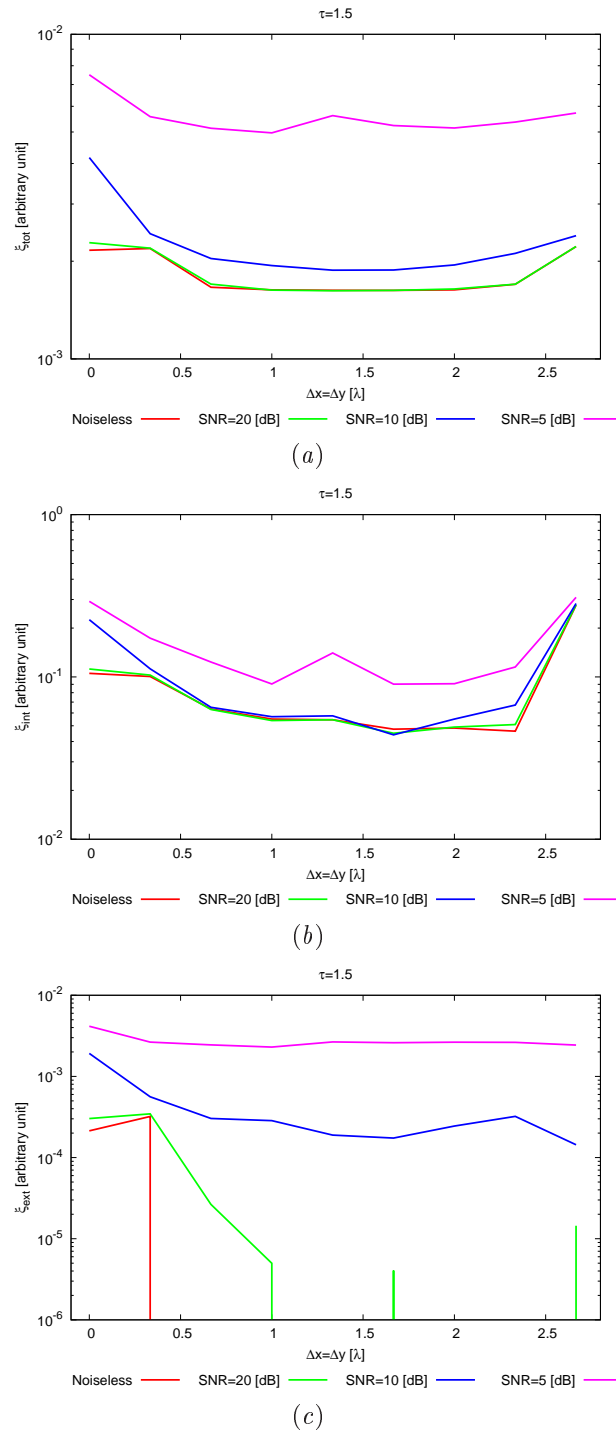 τ=1.5
10⁻²
ξtot [arbitrary unit]
10⁻³
0 0.5 1 1.5 2 2.5
Δx=Δy [λ]
Noiseless SNR=20 [dB] SNR=10 [dB] SNR=5 [dB]
(a)
τ=1.5
10⁰
10⁻¹
ξint [arbitrary unit]
10⁻²
0 0.5 1 1.5 2 2.5
Δx=Δy [λ]
Noiseless SNR=20 [dB] SNR=10 [dB] SNR=5 [dB]
(b)
τ=1.5
10⁻²
10⁻³
10⁻⁴
ξext [arbitrary unit]
10⁻⁵
10⁻⁶
0 0.5 1 1.5 2 2.5
Δx=Δy [λ]
Noiseless SNR=20 [dB] SNR=10 [dB] SNR=5 [dB]
(c)